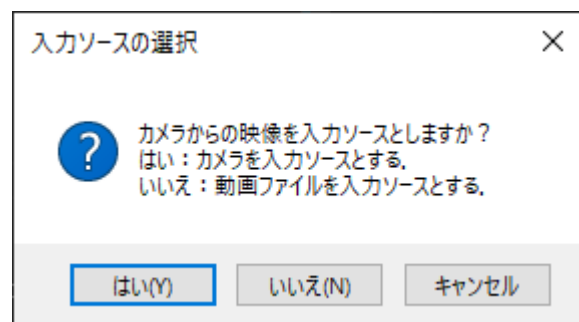 入力ソースの選択
カメラからの映像を入力ソースとしますか？
はい：カメラを入力ソースとする．
いいえ：動画ファイルを入力ソースとする．
はい(Y)
いいえ(N)
キャンセル